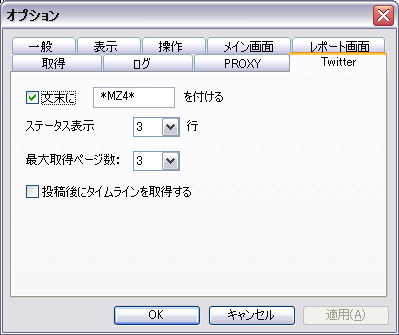 オプション
一般 表示 操作 メイン画面 レポート画面
取得 ログ PROXY Twitter
文末に *MZ4* を付ける
ステータス表示 3 行
最大取得ページ数: 3
投稿後にタイムラインを取得する
OK キャンセル 適用(A)